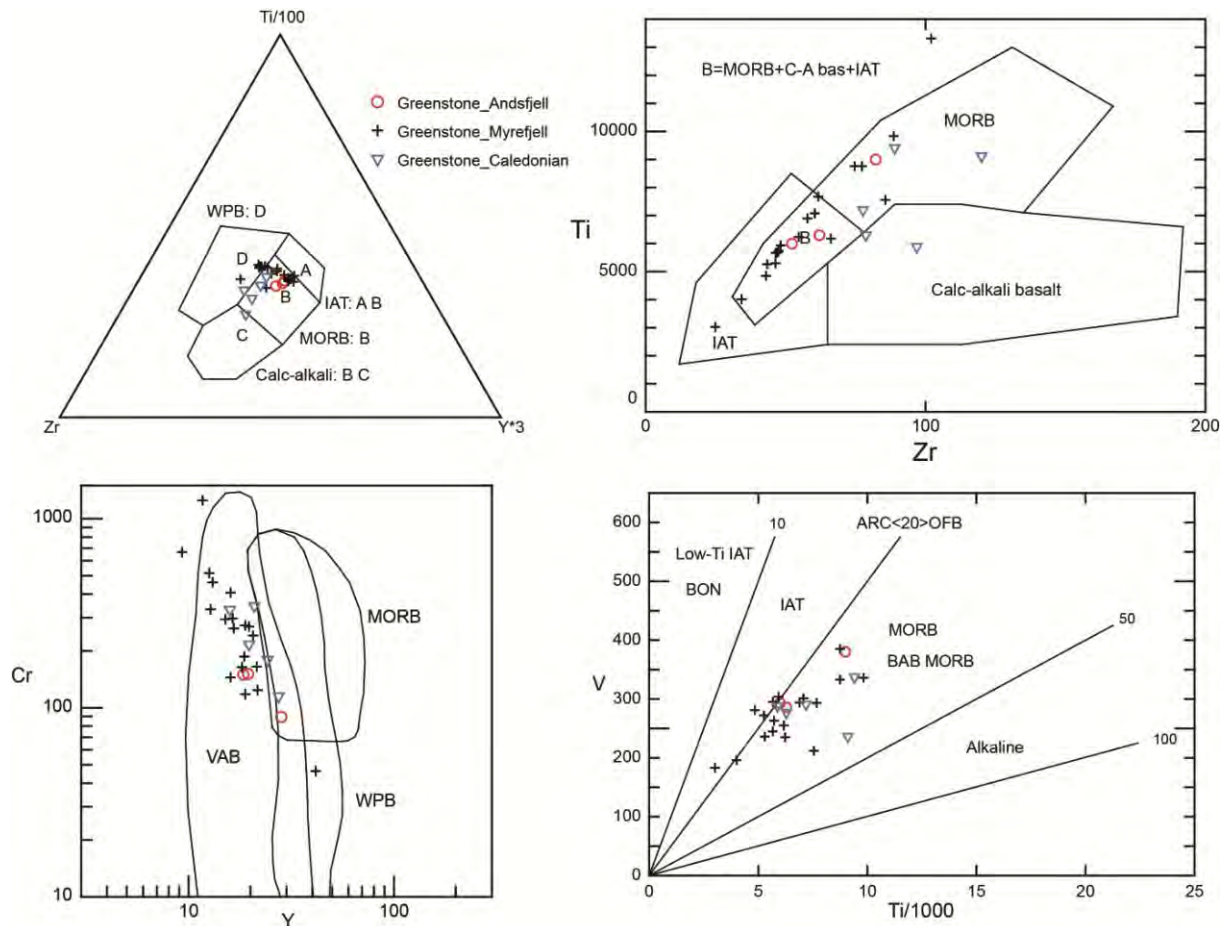 Ti/100
Greenstone_Andsfjell
Greenstone_Myrefjell
Greenstone_Caledonian
WPB: D
D
A
B
IAT: A B
C
MORB: B
Calc-alkali: B C
Zr
Y*3
B=MORB+C-A bas+IAT
MORB
10000
Ti
B
5000
Calc-alkali basalt
IAT
0
0
100
200
Zr
1000
MORB
Cr
100
VAB
WPB
10
10
Y
100
600
10
ARC<20>OFB
Low-Ti IAT
BON
500
IAT
50
400
MORB
V
BAB MORB
300
200
Alkaline
100
100
0
0
5
10
15
20
25
Ti/1000